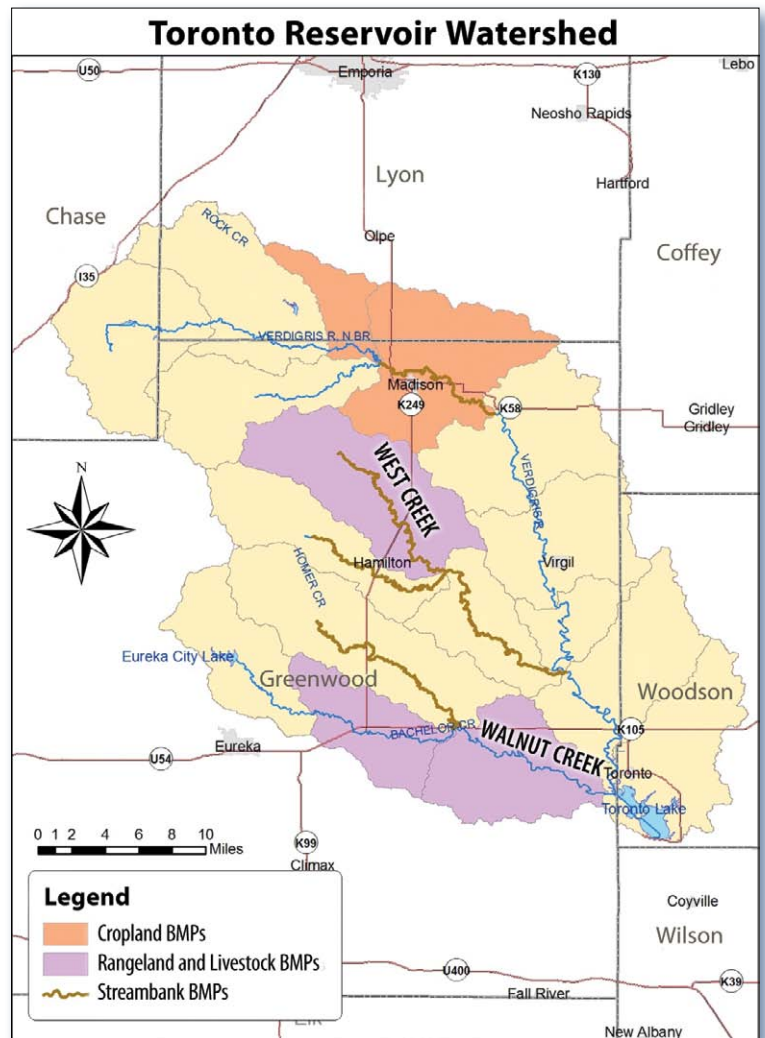 Toronto Reservoir Watershed
U50
Emporia
K130
Lebo
Neosho Rapids
Lyon
Hartford
Chase
ROCK CR
Olpe
Coffey
I35
VERDIGRIS R, N BR
Madison
K249
K58
Gridley
Gridley
WEST CREEK
VERDIGRIS R
N
Hamilton
Virgil
HOMER CR
Eureka City Lake
Greenwood
Woodson
BACHELOR CR
K105
WALNUT CREEK
Eureka
U54
Toronto
Toronto Lake
0 1 2 4 6 8 10
Miles
K99
Climax
Legend
Cropland BMPs
Rangeland and Livestock BMPs
Streambank BMPs
Coyville
Wilson
U400
K39
Fall River
New Albany